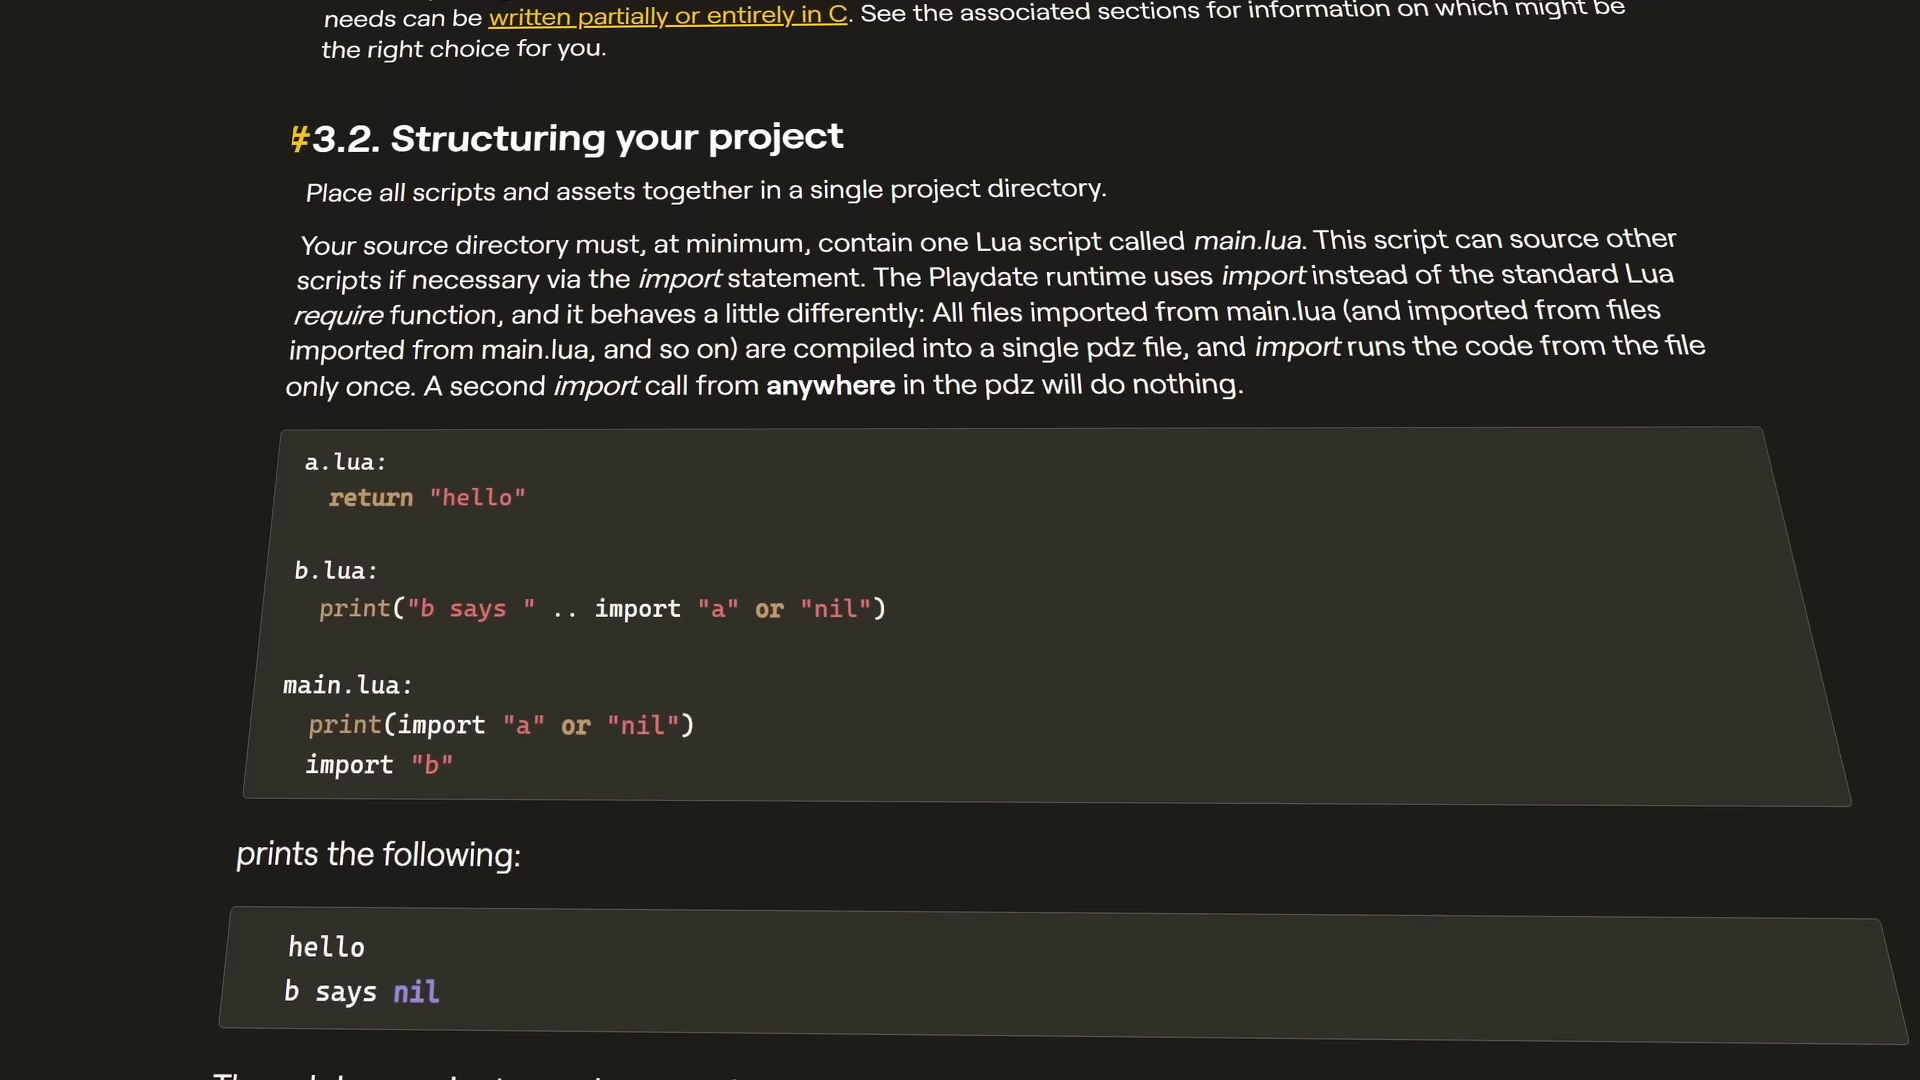 needs can be written partially or entirely in C. See the associated sections for information on which might be
the right choice for you.
#3.2. Structuring your project
Place all scripts and assets together in a single project directory.
Your source directory must, at minimum, contain one Lua script called main.lua. This script can source other
scripts if necessary via the import statement. The Playdate runtime uses import instead of the standard Lua
require function, and it behaves a little differently: All files imported from main.lua (and imported from files
imported from main.lua, and so on) are compiled into a single pdz file, and import runs the code from the file
only once. A second import call from anywhere in the pdz will do nothing.
a.lua:
return "hello"
b.lua:
print("b says " .. import "a" or "nil")
main.lua:
print(import "a" or "nil")
import "b"
prints the following:
hello
b says nil